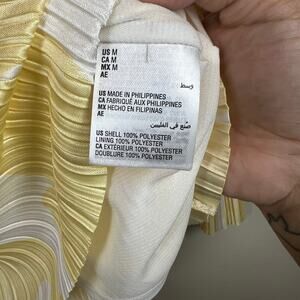 US M
CA M
MX M
AE
وسط
US MADE IN PHILIPPINES
CA FABRIQUÉ AUX PHILIPPINES
MX HECHO EN FILIPINAS
AE
صنع في الفلبين
US SHELL 100% POLYESTER
LINING 100% POLYESTER
CA EXTÉRIEUR 100% POLYESTER
DOUBLURE 100% POLYESTER